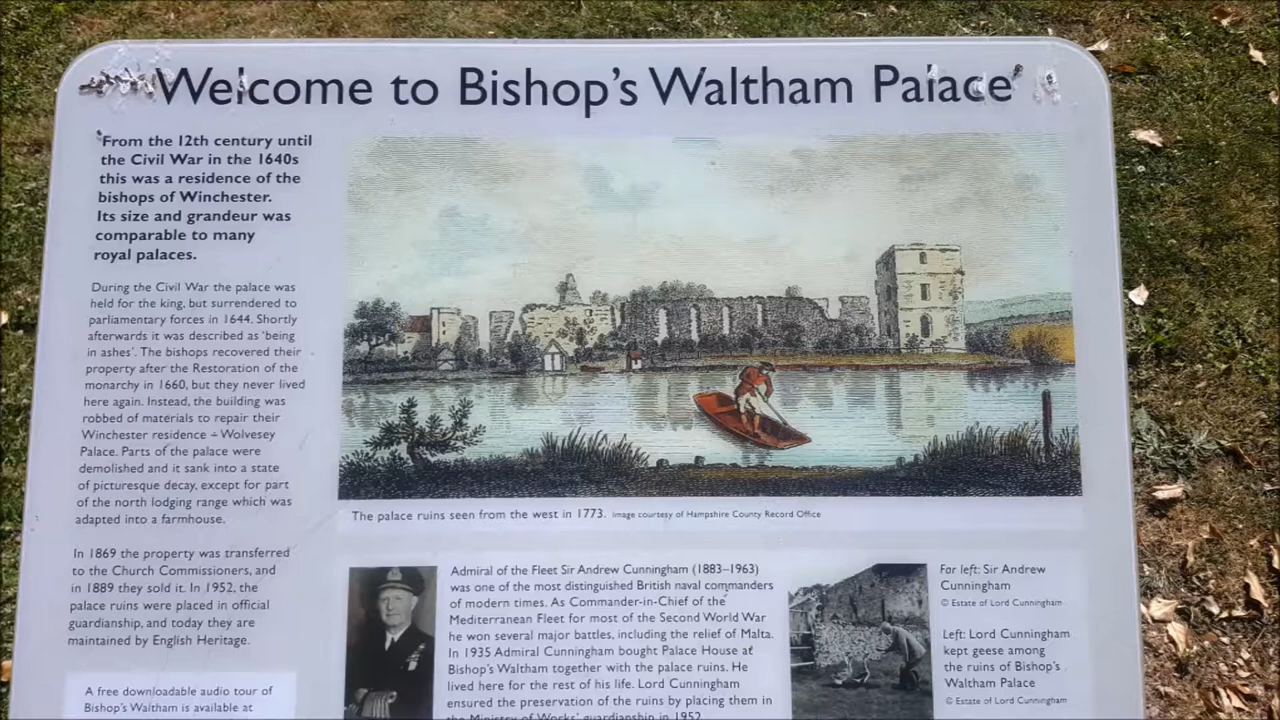 Welcome to Bishop's Waltham Palace
From the 12th century until
the Civil War in the 1640s
this was a residence of the
bishops of Winchester.
Its size and grandeur was
comparable to many
royal palaces.
During the Civil War the palace was
held for the king, but surrendered to
parliamentary forces in 1644. Shortly
afterwards it was described as 'being
in ashes'. The bishops recovered their
property after the Restoration of the
monarchy in 1660, but they never lived
here again. Instead, the building was
robbed of materials to repair their
Winchester residence – Wolvesey
Palace. Parts of the palace were
demolished and it sank into a state
of picturesque decay, except for part
of the north lodging range which was
adapted into a farmhouse.
In 1869 the property was transferred
to the Church Commissioners, and
in 1889 they sold it. In 1952, the
palace ruins were placed in official
guardianship, and today they are
maintained by English Heritage.
A free downloadable audio tour of
Bishop's Waltham is available at
The palace ruins seen from the west in 1773. Image courtesy of Hampshire County Record Office
Admiral of the Fleet Sir Andrew Cunningham (1883–1963)
was one of the most distinguished British naval commanders
of modern times. As Commander-in-Chief of the
Mediterranean Fleet for most of the Second World War
he won several major battles, including the relief of Malta.
In 1935 Admiral Cunningham bought Palace House at
Bishop's Waltham together with the palace ruins. He
lived here for the rest of his life. Lord Cunningham
ensured the preservation of the ruins by placing them in
the Ministry of Works' guardianship in 1952.
Far left: Sir Andrew
Cunningham
© Estate of Lord Cunningham
Left: Lord Cunningham
kept geese among
the ruins of Bishop's
Waltham Palace
© Estate of Lord Cunningham